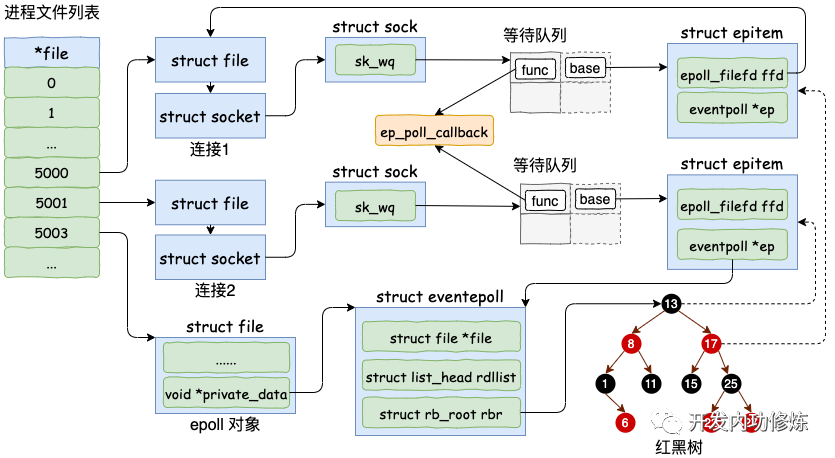 进程文件列表
*file
0
1
...
5000
5001
5003
...
struct file
struct socket
连接1
struct sock
sk_wq
等待队列
func
base
struct epitem
epoll_filefd ffd
eventpoll *ep
ep_poll_callback
struct file
struct socket
连接2
struct sock
sk_wq
等待队列
func
base
struct epitem
epoll_filefd ffd
eventpoll *ep
struct file
......
void *private_data
epoll 对象
struct eventepoll
struct file *file
struct list_head rdllist
struct rb_root rbr
13
8
17
1
11
15
25
6
开发内功修炼
红黑树